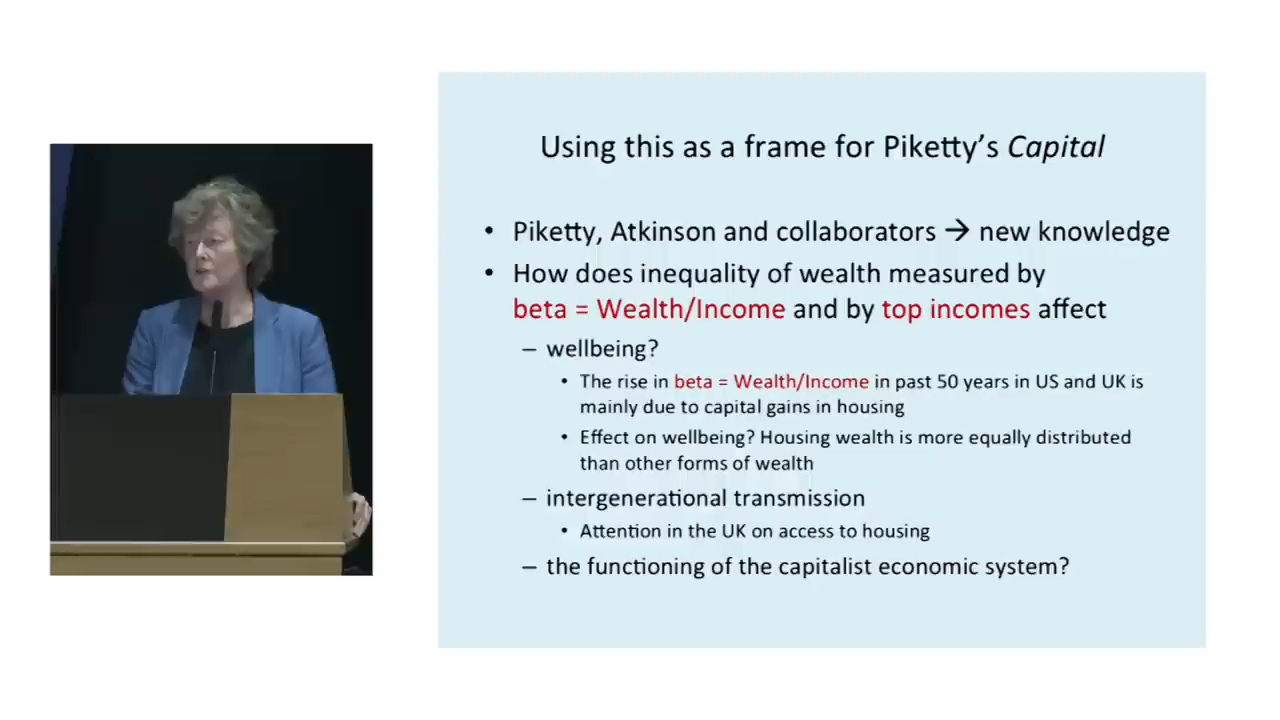 Using this as a frame for Piketty's Capital
• Piketty, Atkinson and collaborators → new knowledge
• How does inequality of wealth measured by
beta = Wealth/Income and by top incomes affect
– wellbeing?
• The rise in beta = Wealth/Income in past 50 years in US and UK is
mainly due to capital gains in housing
• Effect on wellbeing? Housing wealth is more equally distributed
than other forms of wealth
– intergenerational transmission
• Attention in the UK on access to housing
– the functioning of the capitalist economic system?